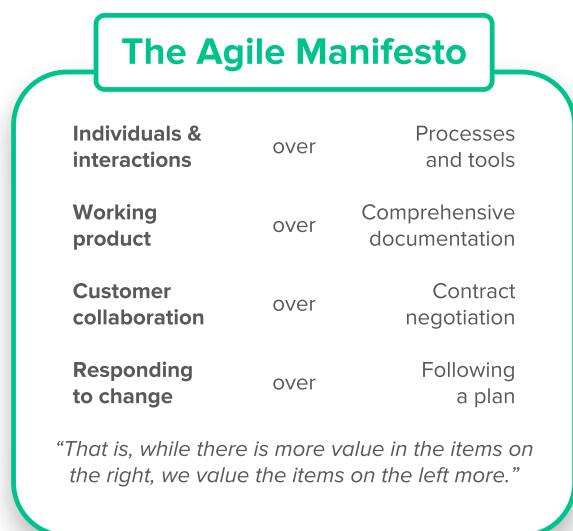 The Agile Manifesto
Individuals & interactions over Processes and tools
Working product over Comprehensive documentation
Customer collaboration over Contract negotiation
Responding to change over Following a plan
“That is, while there is more value in the items on
the right, we value the items on the left more.”